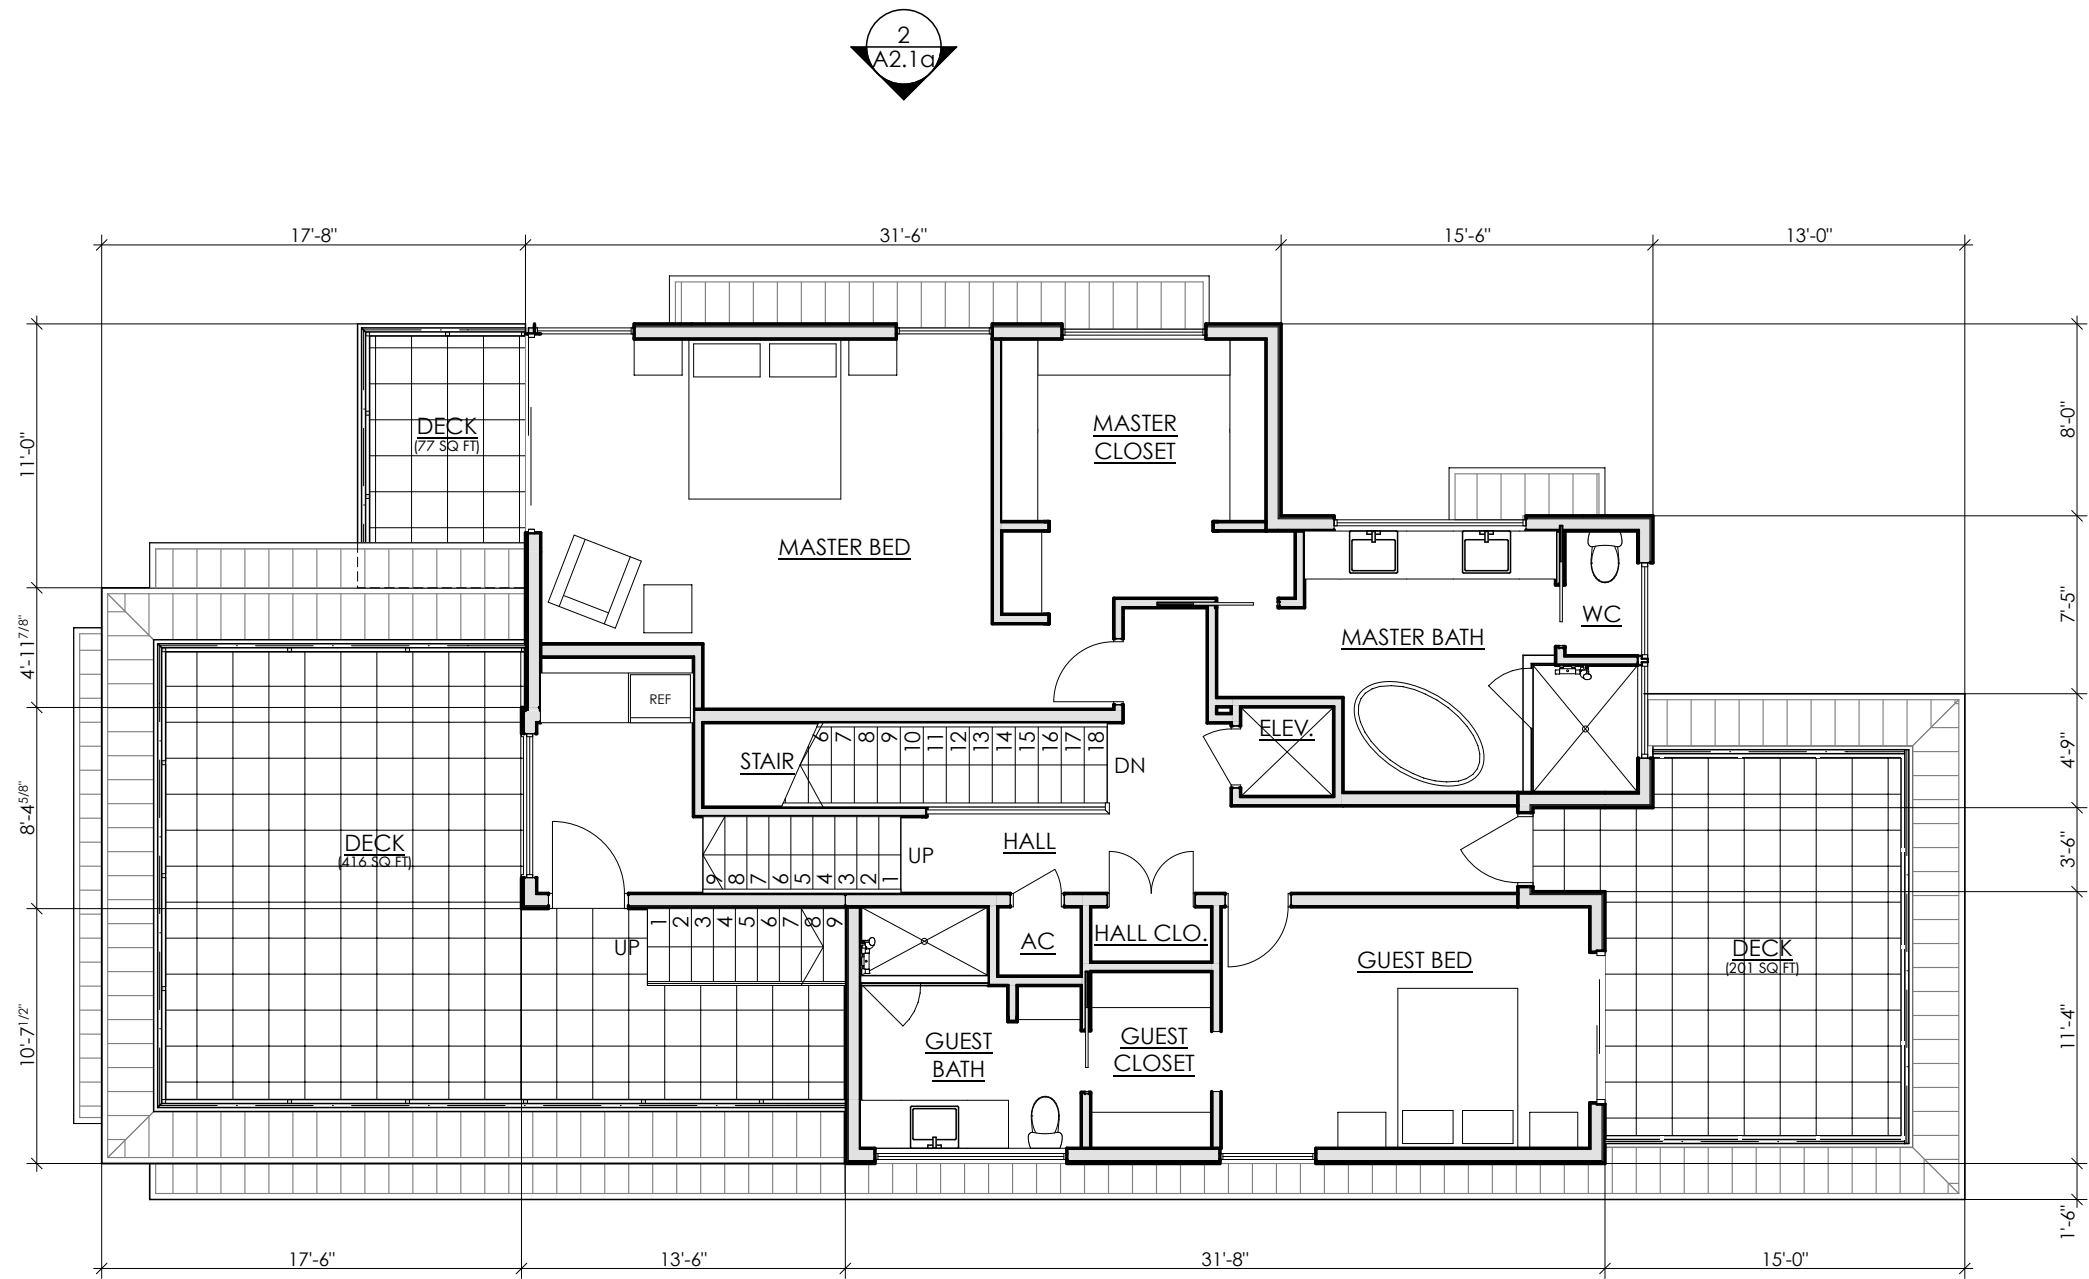 2
A2.1a
17'-8"
31'-6"
15'-6"
13'-0"
11'-0"
4'-11 7/8"
8'-4 5/8"
10'-7 1/2"
8'-0"
7'-5"
4'-9"
3'-6"
11'-4"
1'-6"
DECK
(77 SQ FT)
MASTER
CLOSET
MASTER BED
WC
MASTER BATH
REF
ELEV.
STAIR
6 7 8 9 10 11 12 13 14 15 16 17 18
DN
DECK
(416 SQ FT)
HALL
UP
9 8 7 6 5 4 3 2 1
UP
1 2 3 4 5 6 7 8 9
AC
HALL CLO.
GUEST BED
DECK
(201 SQ FT)
GUEST
BATH
GUEST
CLOSET
17'-6"
13'-6"
31'-8"
15'-0"